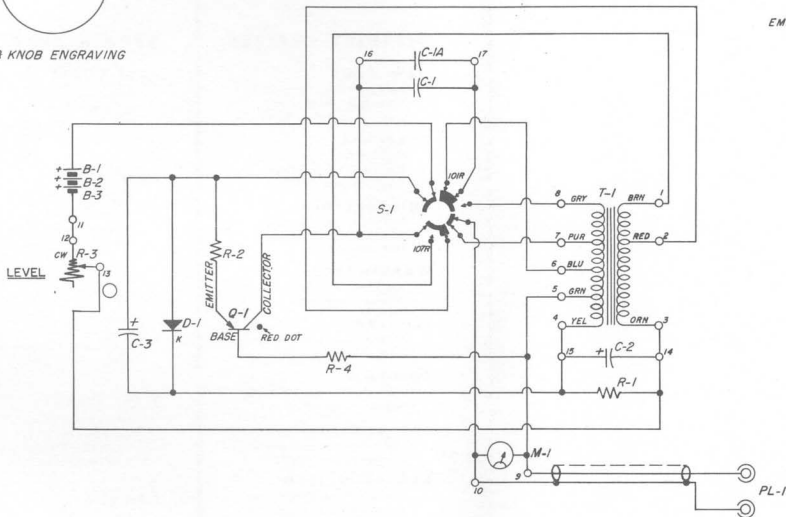 EM
KNOB ENGRAVING
16
C-1A
17
C-1
+ B-1
+ B-2
+ B-3
101R
S-1
107R
8
GRY
T-1
BRN
1
7
PUR
RED
2
6
BLU
5
GRN
4
YEL
ORN
3
11
12
CW
R-3
13
LEVEL
R-2
EMITTER
COLLECTOR
Q-1
BASE
RED DOT
D-1
K
+
C-3
R-4
15
+
C-2
14
R-1
M-1
10
9
PL-1